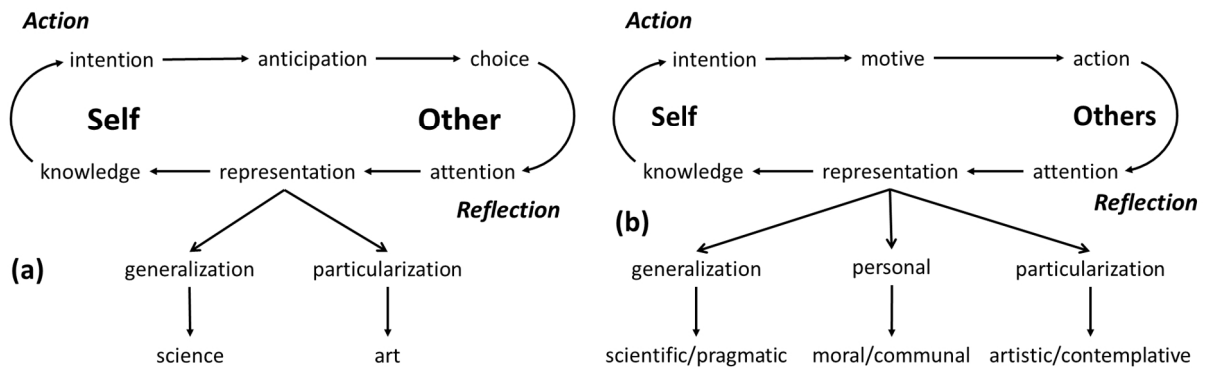 Action
intention anticipation choice
Self Other
knowledge representation attention
Reflection
(a)
generalization particularization
science art
Action
intention motive action
Self Others
knowledge representation attention
Reflection
(b)
generalization personal particularization
scientific/pragmatic moral/communal artistic/contemplative